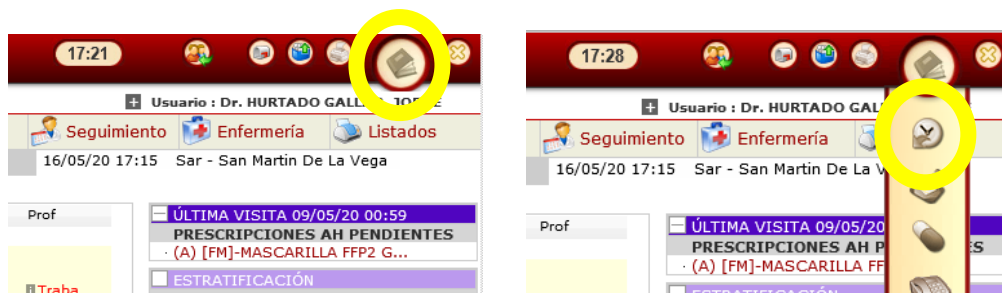 17:21
Usuario : Dr. HURTADO
Seguimiento Enfermería Listados
16/05/20 17:15 Sar - San Martin De La Vega
Prof
ÚLTIMA VISITA 09/05/20 00:59
PRESCRIPCIONES AH PENDIENTES
· (A) [FM]-MASCARILLA FFP2 G...
ESTRATIFICACIÓN
Traba
17:28
Usuario : Dr. HURTADO GAL
Seguimiento Enfermería
16/05/20 17:15 Sar - San Martin De La V
Prof
ÚLTIMA VISITA 09/05/20
PRESCRIPCIONES AH P ES
· (A) [FM]-MASCARILLA FF